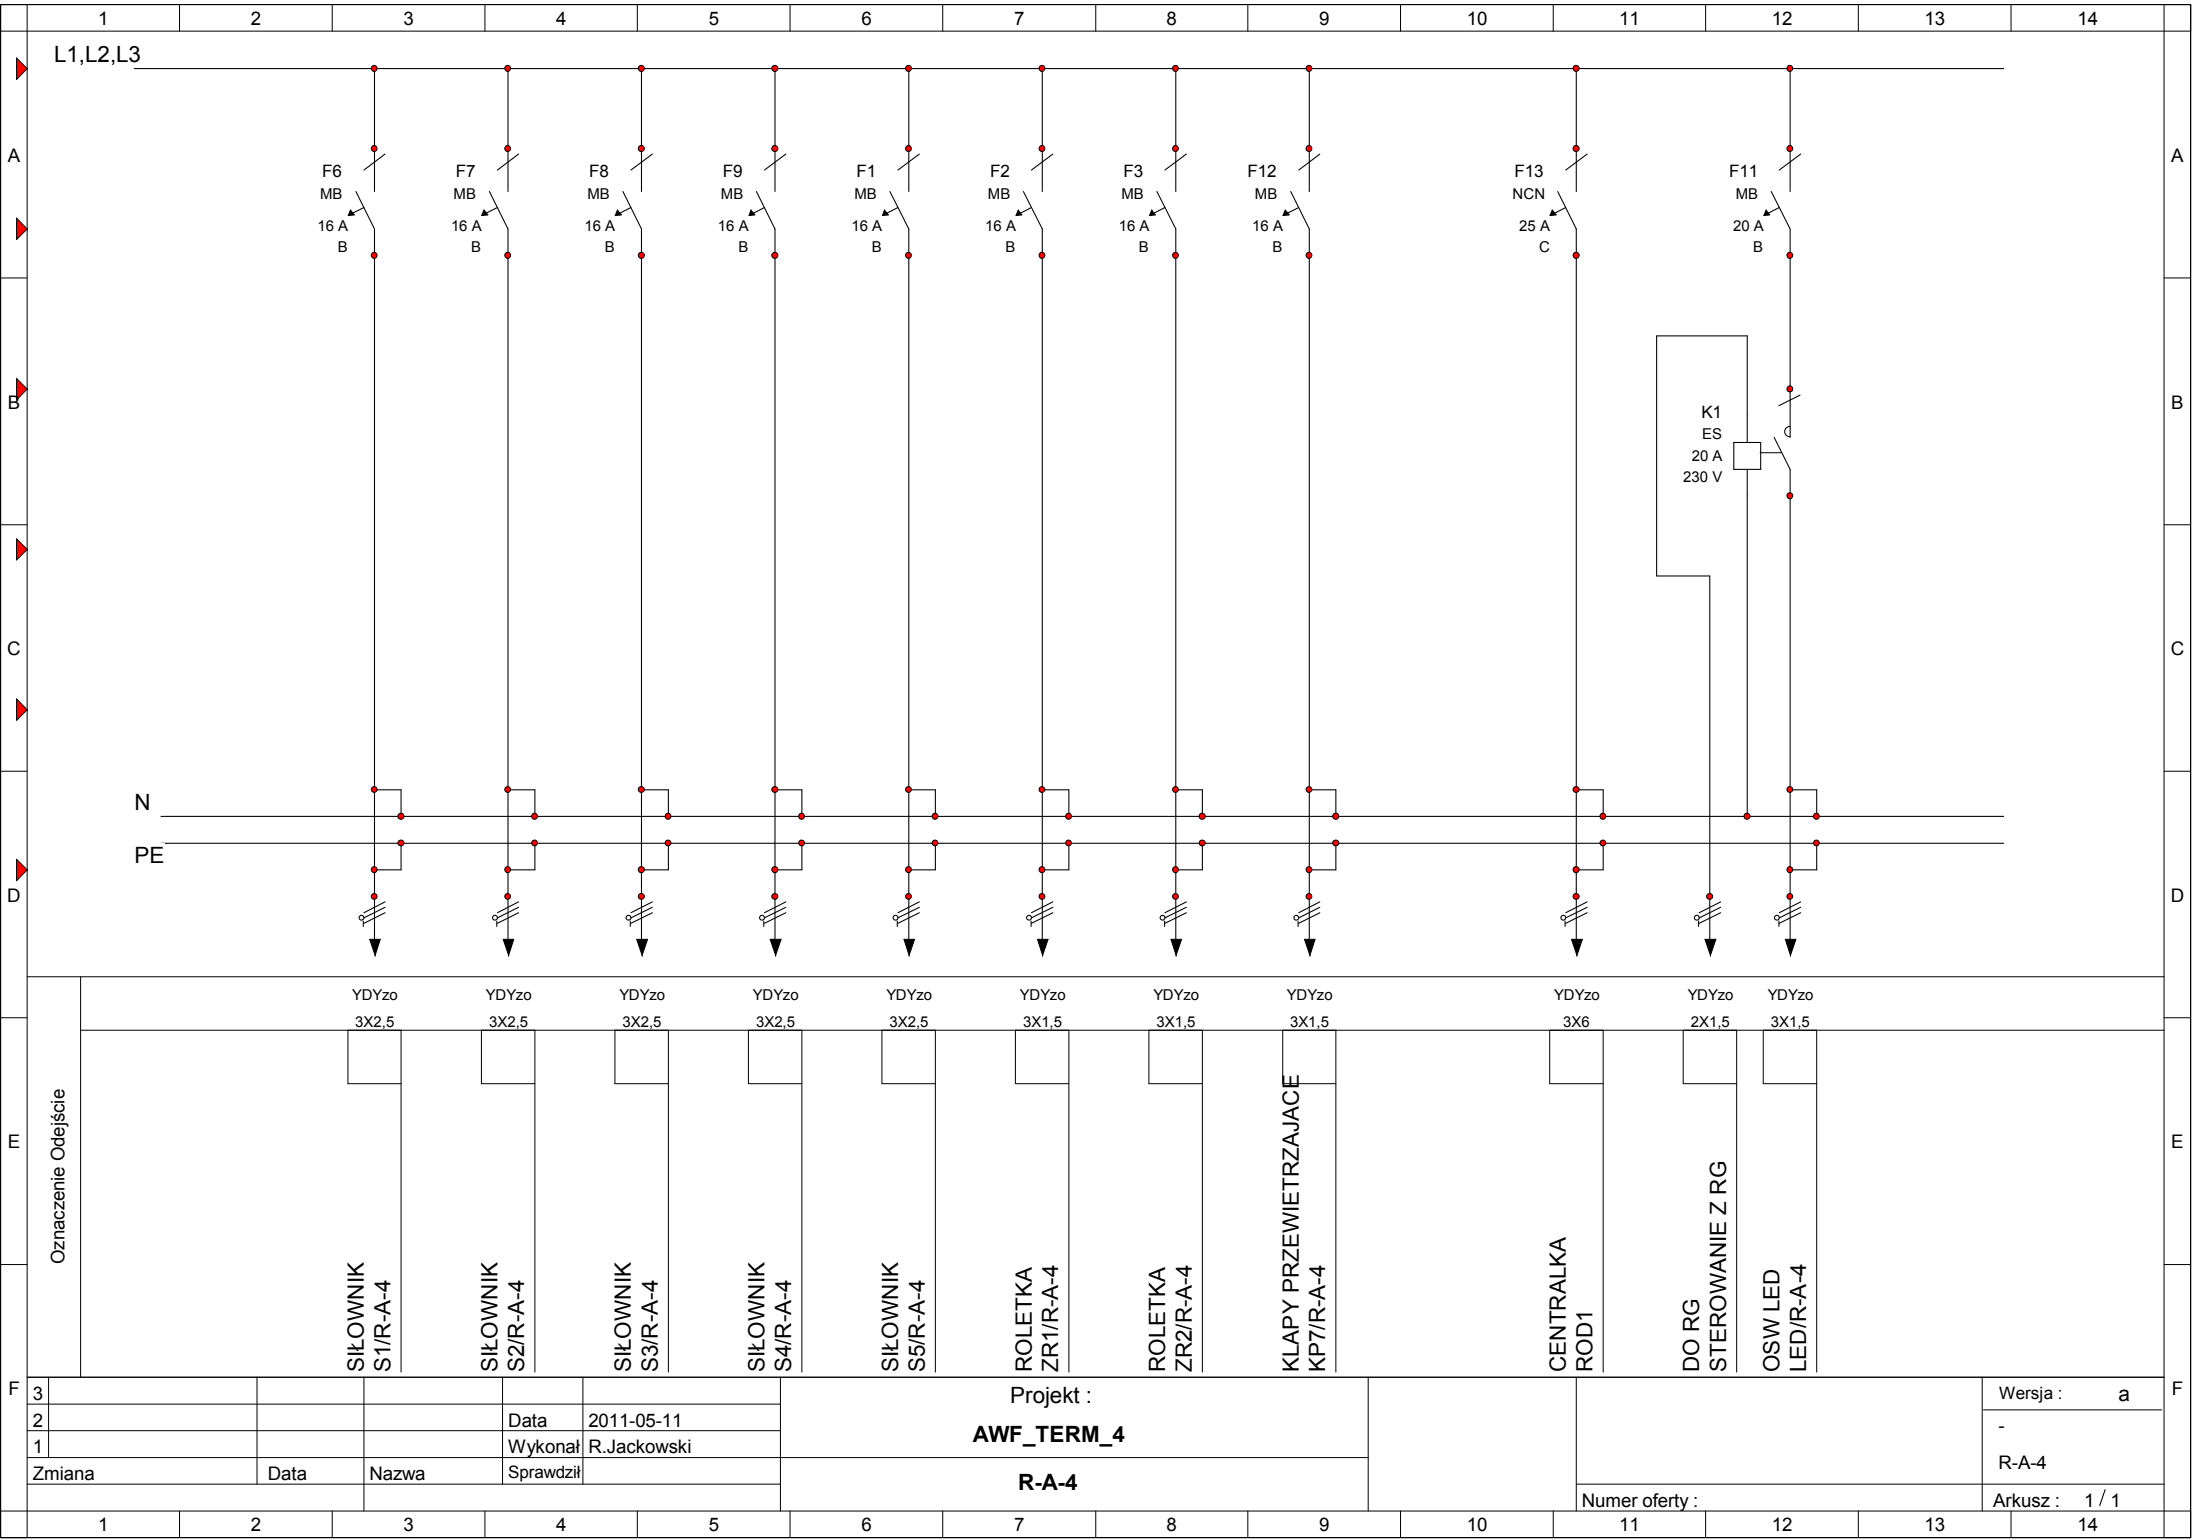 1 2 3 4 5 6 7 8 9 10 11 12 13 14
L1,L2,L3
A A
F6 F7 F8 F9 F1 F2 F3 F12 F13 F11
MB MB MB MB MB MB MB MB NCN MB
16 A 16 A 16 A 16 A 16 A 16 A 16 A 16 A 25 A 20 A
B B B B B B B B C B
B B
K1
ES
20 A
230 V
C C
N
PE
D D
YDYzo YDYzo YDYzo YDYzo YDYzo YDYzo YDYzo YDYzo YDYzo YDYzo YDYzo
3X2,5 3X2,5 3X2,5 3X2,5 3X2,5 3X1,5 3X1,5 3X1,5 3X6 2X1,5 3X1,5
E E
Oznaczenie Odejście
SIŁOWNIK
S1/R-A-4
SIŁOWNIK
S2/R-A-4
SIŁOWNIK
S3/R-A-4
SIŁOWNIK
S4/R-A-4
SIŁOWNIK
S5/R-A-4
ROLETKA
ZR1/R-A-4
ROLETKA
ZR2/R-A-4
KLAPY PRZEWIETRZAJACE
KP7/R-A-4
CENTRALKA
ROD1
DO RG
STEROWANIE Z RG
OSW LED
LED/R-A-4
F F
3
2 Data 2011-05-11
1 Wykonał R.Jackowski
Zmiana Data Nazwa Sprawdził
Projekt :
AWF_TERM_4
R-A-4
Numer oferty :
Wersja : a
-
R-A-4
Arkusz : 1 / 1
1 2 3 4 5 6 7 8 9 10 11 12 13 14